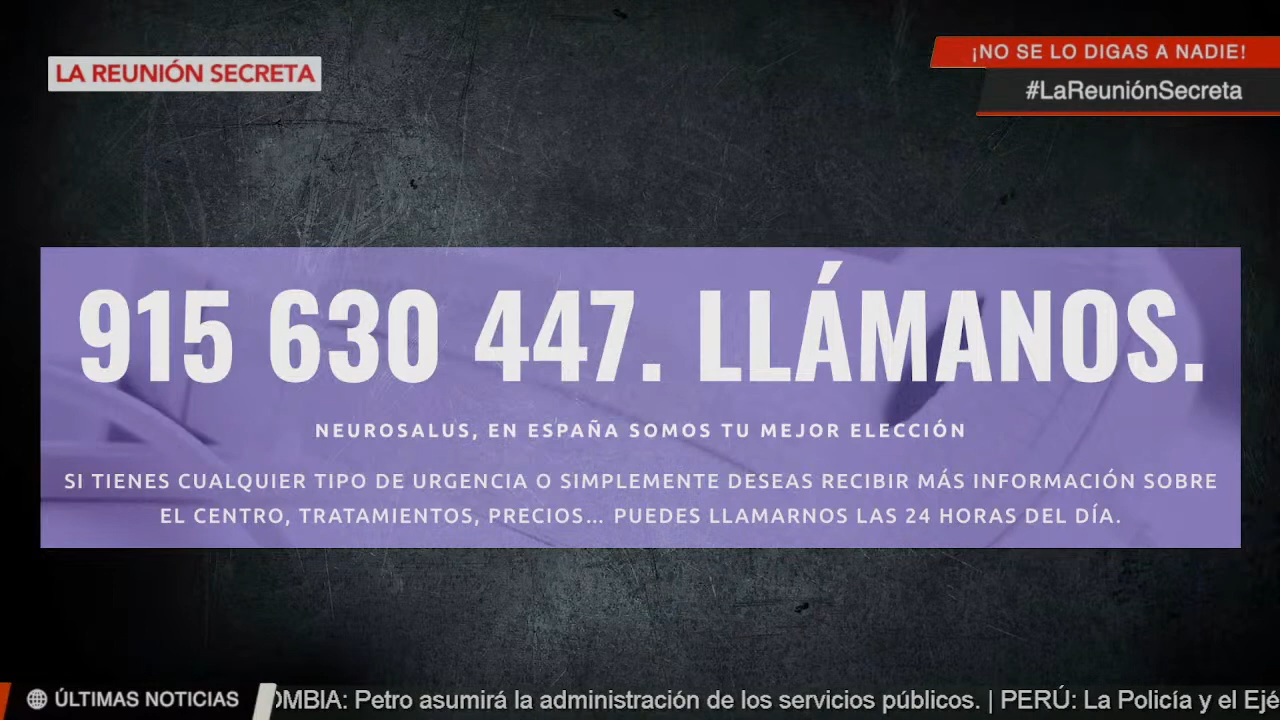 LA REUNIÓN SECRETA
¡NO SE LO DIGAS A NADIE!
#LaReuniónSecreta
915 630 447. LLÁMANOS.
NEUROSALUS, EN ESPAÑA SOMOS TU MEJOR ELECCIÓN
SI TIENES CUALQUIER TIPO DE URGENCIA O SIMPLEMENTE DESEAS RECIBIR MÁS INFORMACIÓN SOBRE
EL CENTRO, TRATAMIENTOS, PRECIOS... PUEDES LLAMARNOS LAS 24 HORAS DEL DÍA.
ÚLTIMAS NOTICIAS
OMBIA: Petro asumirá la administración de los servicios públicos. | PERÚ: La Policía y el Ejé